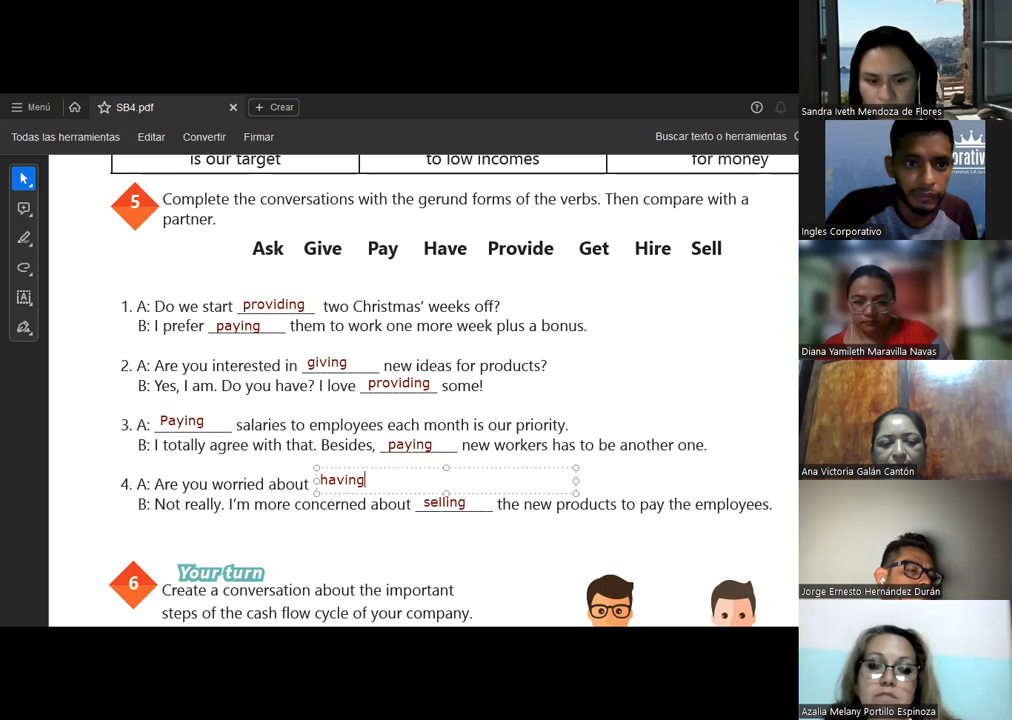 Sandra Iveth Mendoza de Flores
Menú
SB4.pdf
Crear
Todas las herramientas
Editar
Convertir
Firmar
Buscar texto o herramientas
is our target
to low incomes
for money
5
Complete the conversations with the gerund forms of the verbs. Then compare with a
partner.
Ask Give Pay Have Provide Get Hire Sell
1. A: Do we start providing two Christmas’ weeks off?
B: I prefer paying them to work one more week plus a bonus.
2. A: Are you interested in giving new ideas for products?
B: Yes, I am. Do you have? I love providing some!
3. A: Paying salaries to employees each month is our priority.
B: I totally agree with that. Besides, paying new workers has to be another one.
4. A: Are you worried about having
B: Not really. I’m more concerned about selling the new products to pay the employees.
6
Your turn
Create a conversation about the important
steps of the cash flow cycle of your company.
Ingles Corporativo
Diana Yamileth Maravilla Navas
Ana Victoria Galán Cantón
Jorge Ernesto Hernández Durán
Azalia Melany Portillo Espinoza